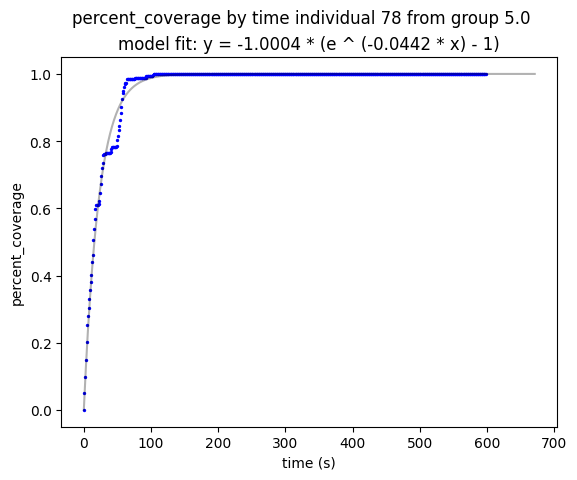 percent_coverage by time individual 78 from group 5.0
model fit: y = -1.0004 * (e ^ (-0.0442 * x) - 1)
1.0
0.8
0.6
0.4
0.2
0.0
percent_coverage
0 100 200 300 400 500 600 700
time (s)